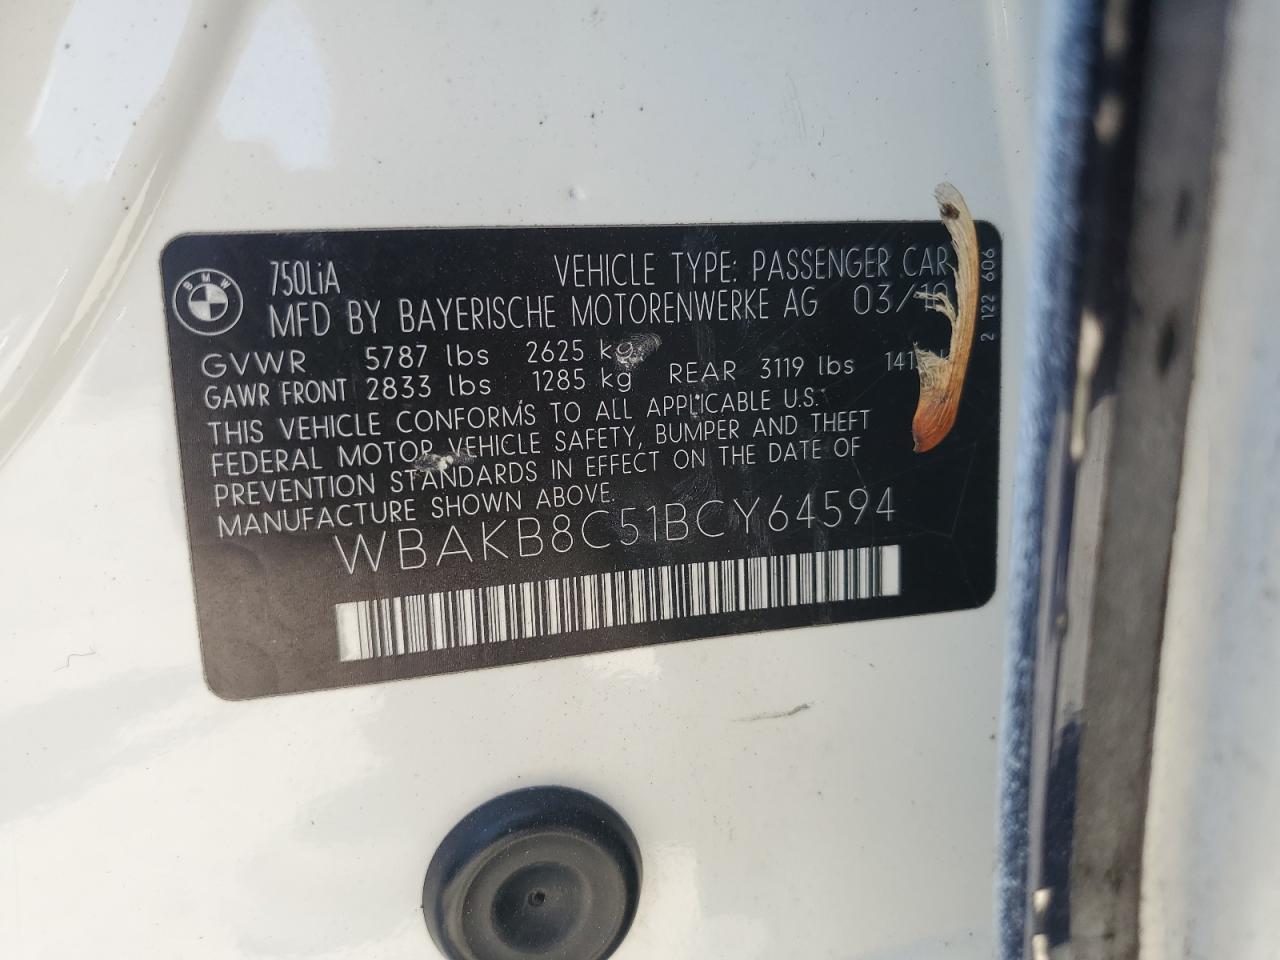 BMW
750LiA VEHICLE TYPE: PASSENGER CAR
MFD BY BAYERISCHE MOTORENWERKE AG 03/10
GVWR 5787 lbs 2625 kg
GAWR FRONT 2833 lbs 1285 kg REAR 3119 lbs
THIS VEHICLE CONFORMS TO ALL APPLICABLE U.S.
FEDERAL MOTOR VEHICLE SAFETY, BUMPER AND THEFT
PREVENTION STANDARDS IN EFFECT ON THE DATE OF
MANUFACTURE SHOWN ABOVE.
WBAKB8C51BCY64594
2 122 606